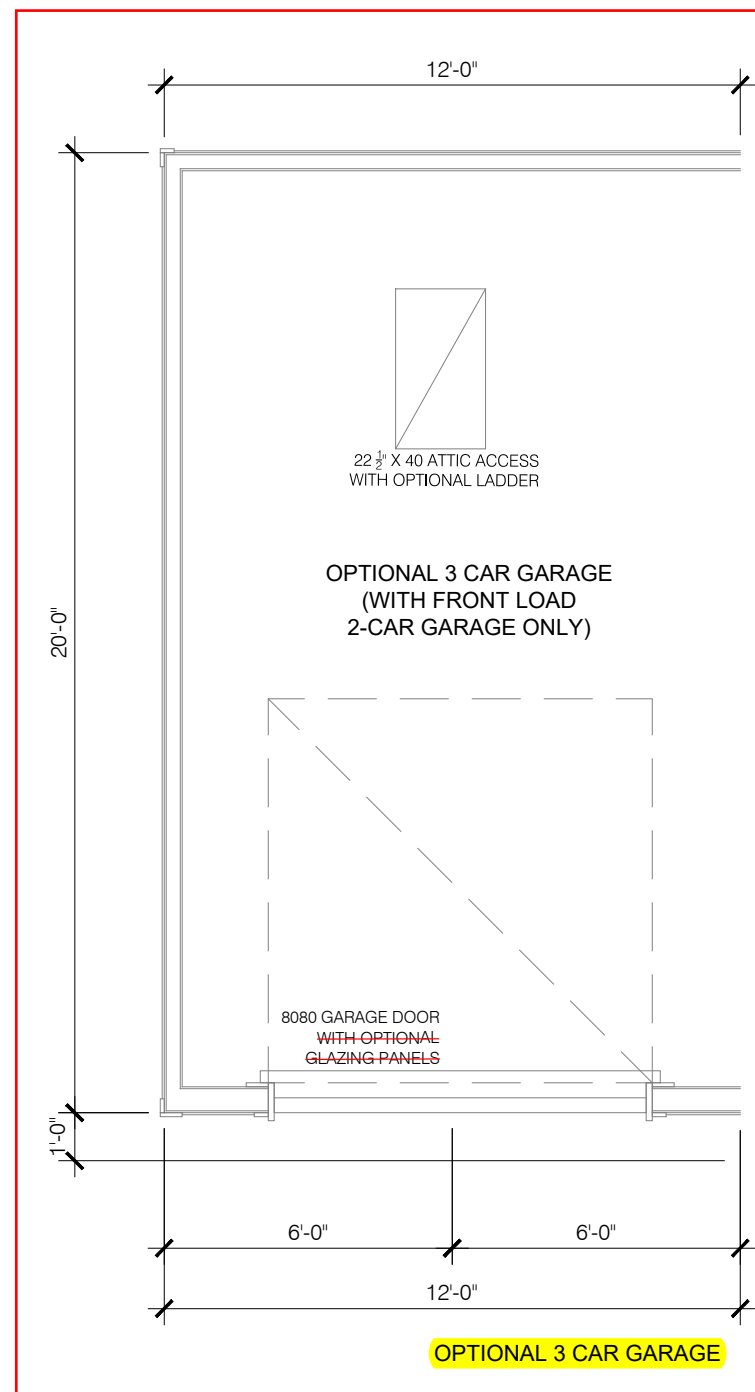 12'-0"
20'-0"
22 ½" X 40 ATTIC ACCESS
WITH OPTIONAL LADDER
OPTIONAL 3 CAR GARAGE
(WITH FRONT LOAD
2-CAR GARAGE ONLY)
8080 GARAGE DOOR
WITH OPTIONAL
GLAZING PANELS
1'-0"
6'-0"
6'-0"
12'-0"
OPTIONAL 3 CAR GARAGE